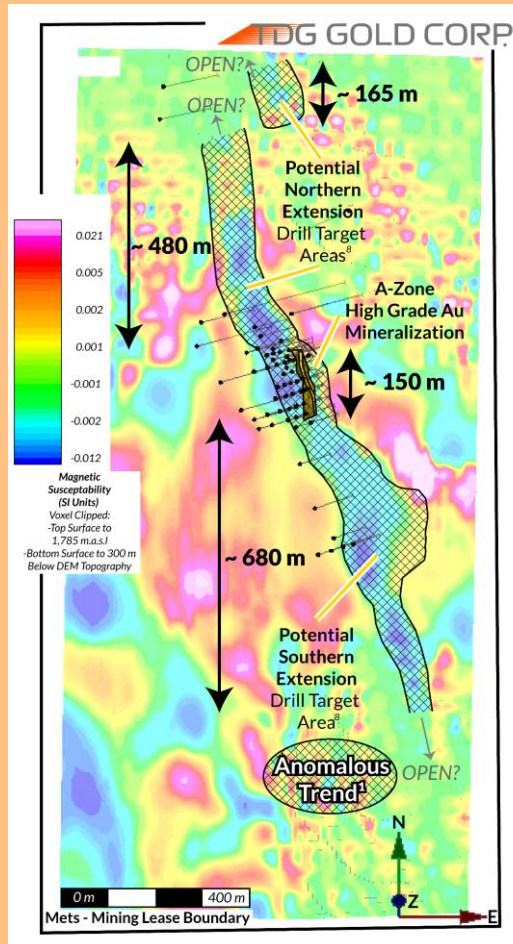 TDG GOLD CORP.
OPEN?
~ 165 m
OPEN?
Potential
Northern
Extension
Drill Target
Areas⁸
~ 480 m
A-Zone
High Grade Au
Mineralization
~ 150 m
0.021
0.005
0.002
0.001
-0.001
-0.002
-0.012
Magnetic
Susceptability
(SI Units)
Voxel Clipped:
-Top Surface to
1,785 m.a.s.l
-Bottom Surface to 300 m
Below DEM Topography
~ 680 m
Potential
Southern
Extension
Drill Target
Area⁸
Anomalous
Trend¹
OPEN?
N
Z
E
0 m 400 m
Mets - Mining Lease Boundary